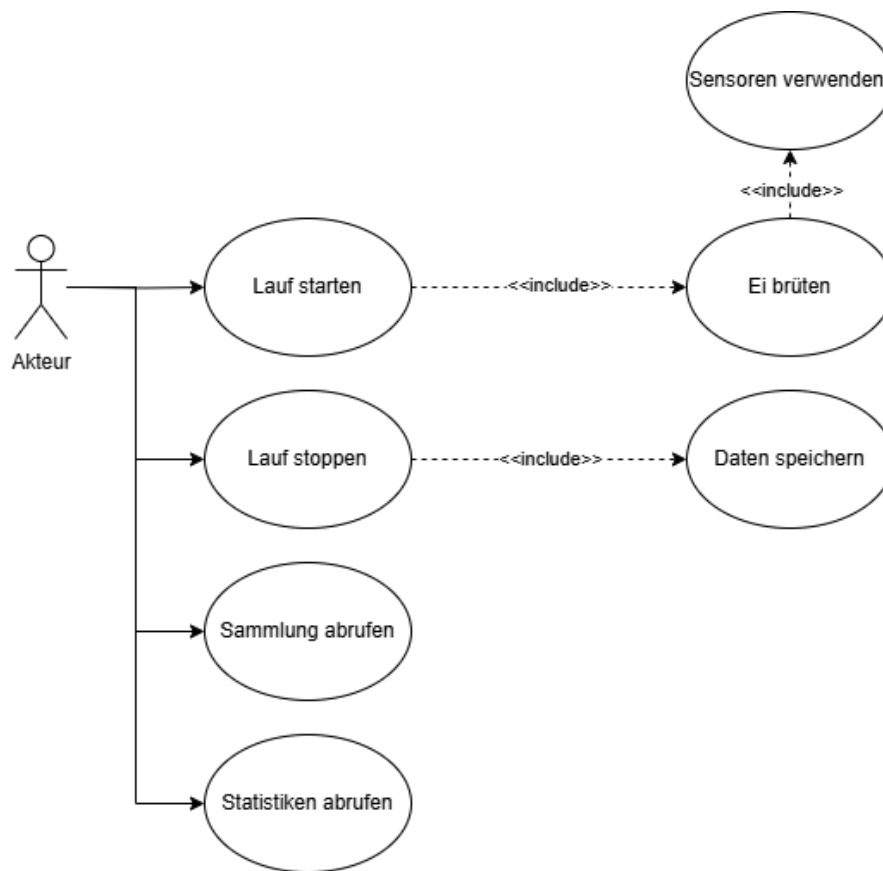 Sensoren verwenden
<<include>>
Akteur
Lauf starten
<<include>>
Ei brüten
Lauf stoppen
<<include>>
Daten speichern
Sammlung abrufen
Statistiken abrufen